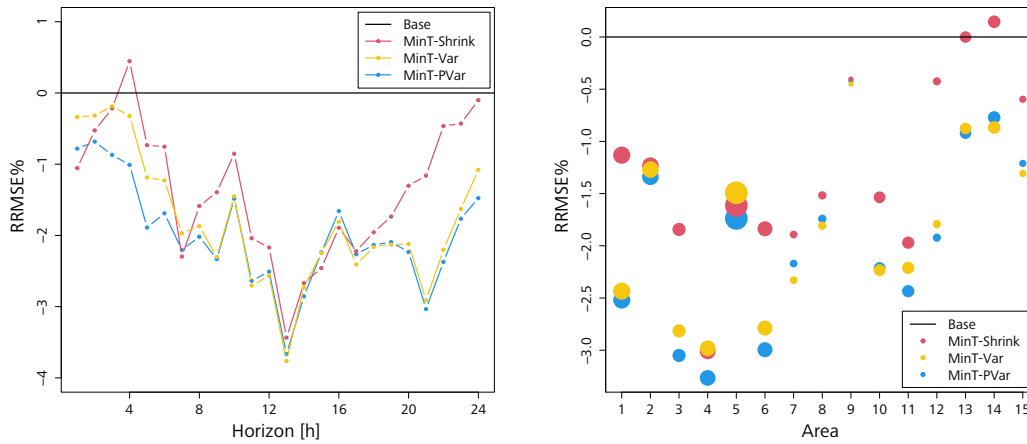 1
0
−1
−2
−3
−4
RRMSE%
4 8 12 16 20 24
Horizon [h]
Base
MinT-Shrink
MinT-Var
MinT-PVar
0.0
−0.5
−1.0
−1.5
−2.0
−2.5
−3.0
RRMSE%
1 2 3 4 5 6 7 8 9 10 11 12 13 14 15
Area
Base
MinT-Shrink
MinT-Var
MinT-PVar